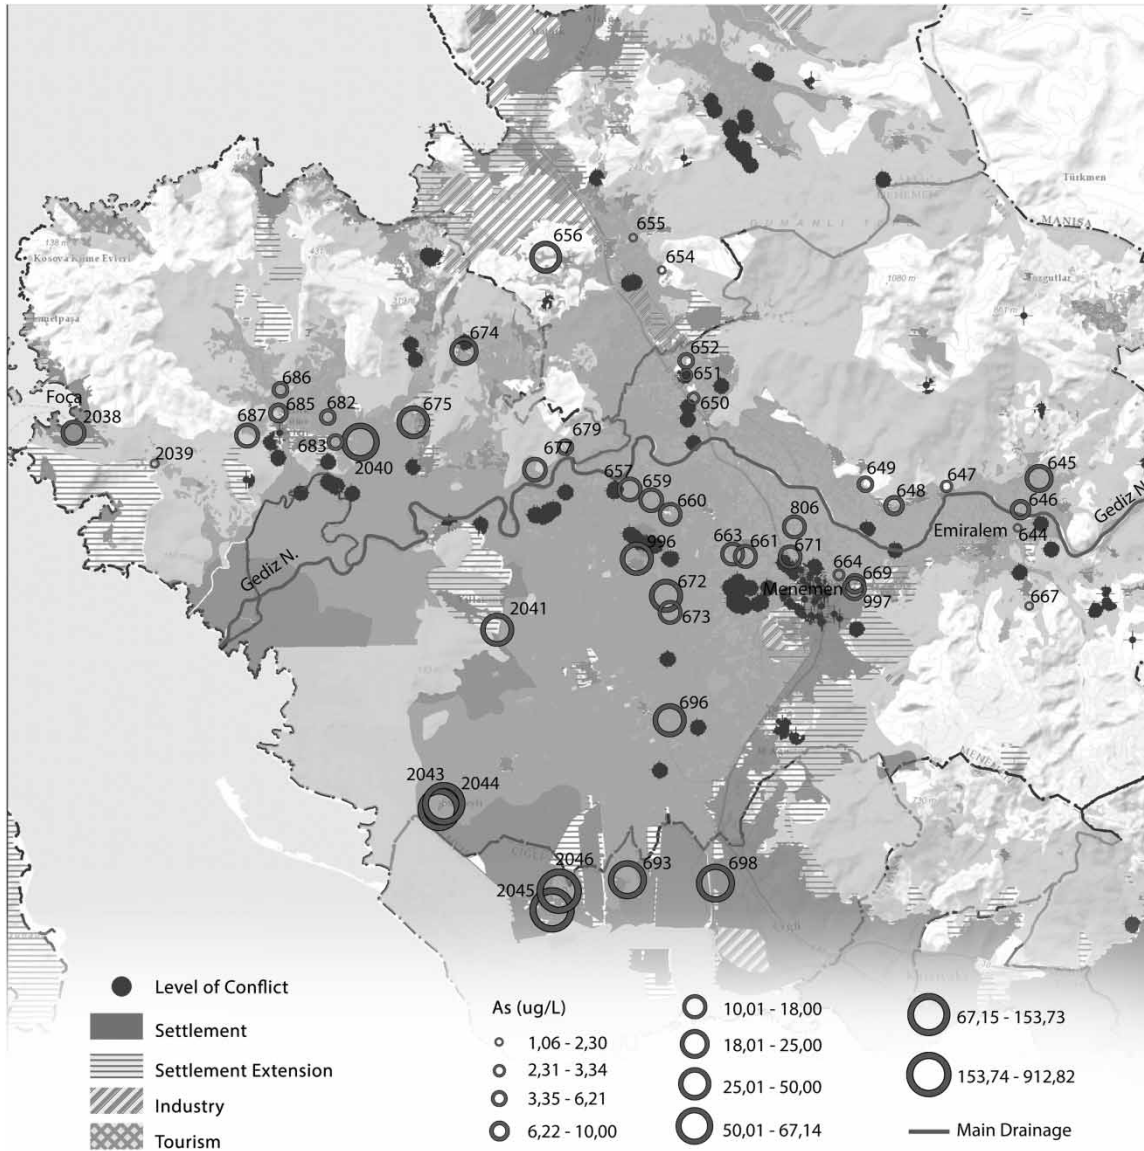 Türkmen
MANISA
655
656
654
138 m
Kosova Küme Evleri
1080 m
674
652
651
650
686
Foça
2038
687
685
682
675
683
2040
2039
679
677
657
659
660
649
648
647
645
646
Gediz N.
Emiralem
644
806
996
663
661
671
664
669
Menemen
997
667
672
673
Gediz N.
2041
696
2043
2044
2046
2045
693
698
Level of Conflict
Settlement
Settlement Extension
Industry
Tourism
As (ug/L)
1,06 - 2,30
2,31 - 3,34
3,35 - 6,21
6,22 - 10,00
10,01 - 18,00
18,01 - 25,00
25,01 - 50,00
50,01 - 67,14
67,15 - 153,73
153,74 - 912,82
Main Drainage